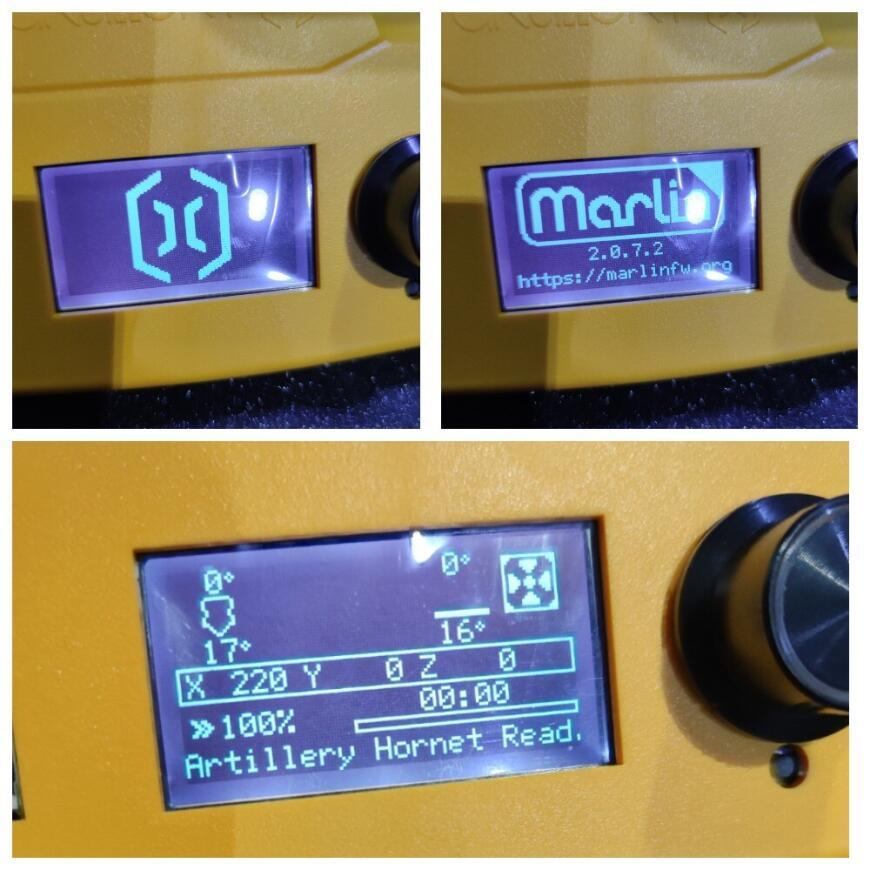 Marlin
2.0.7.2
https://marlinfw.org
0° 0°
17° 16°
X 220 Y 0 Z 0
00:00
»100%
Artillery Hornet Read.